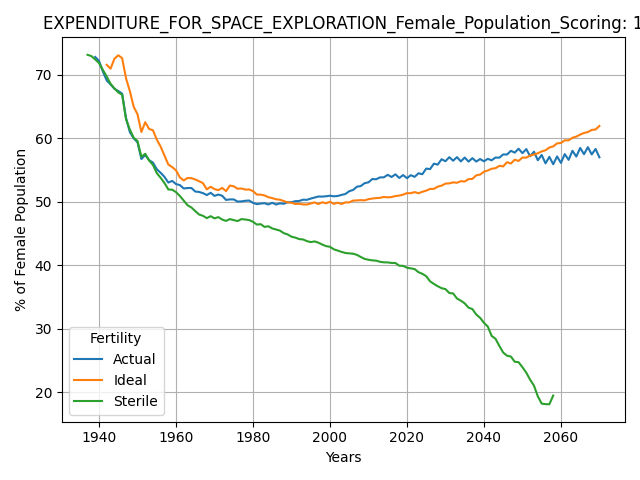 EXPENDITURE_FOR_SPACE_EXPLORATION_Female_Population_Scoring: 1
70
60
50
40
30
20
% of Female Population
Fertility
Actual
Ideal
Sterile
1940 1960 1980 2000 2020 2040 2060
Years